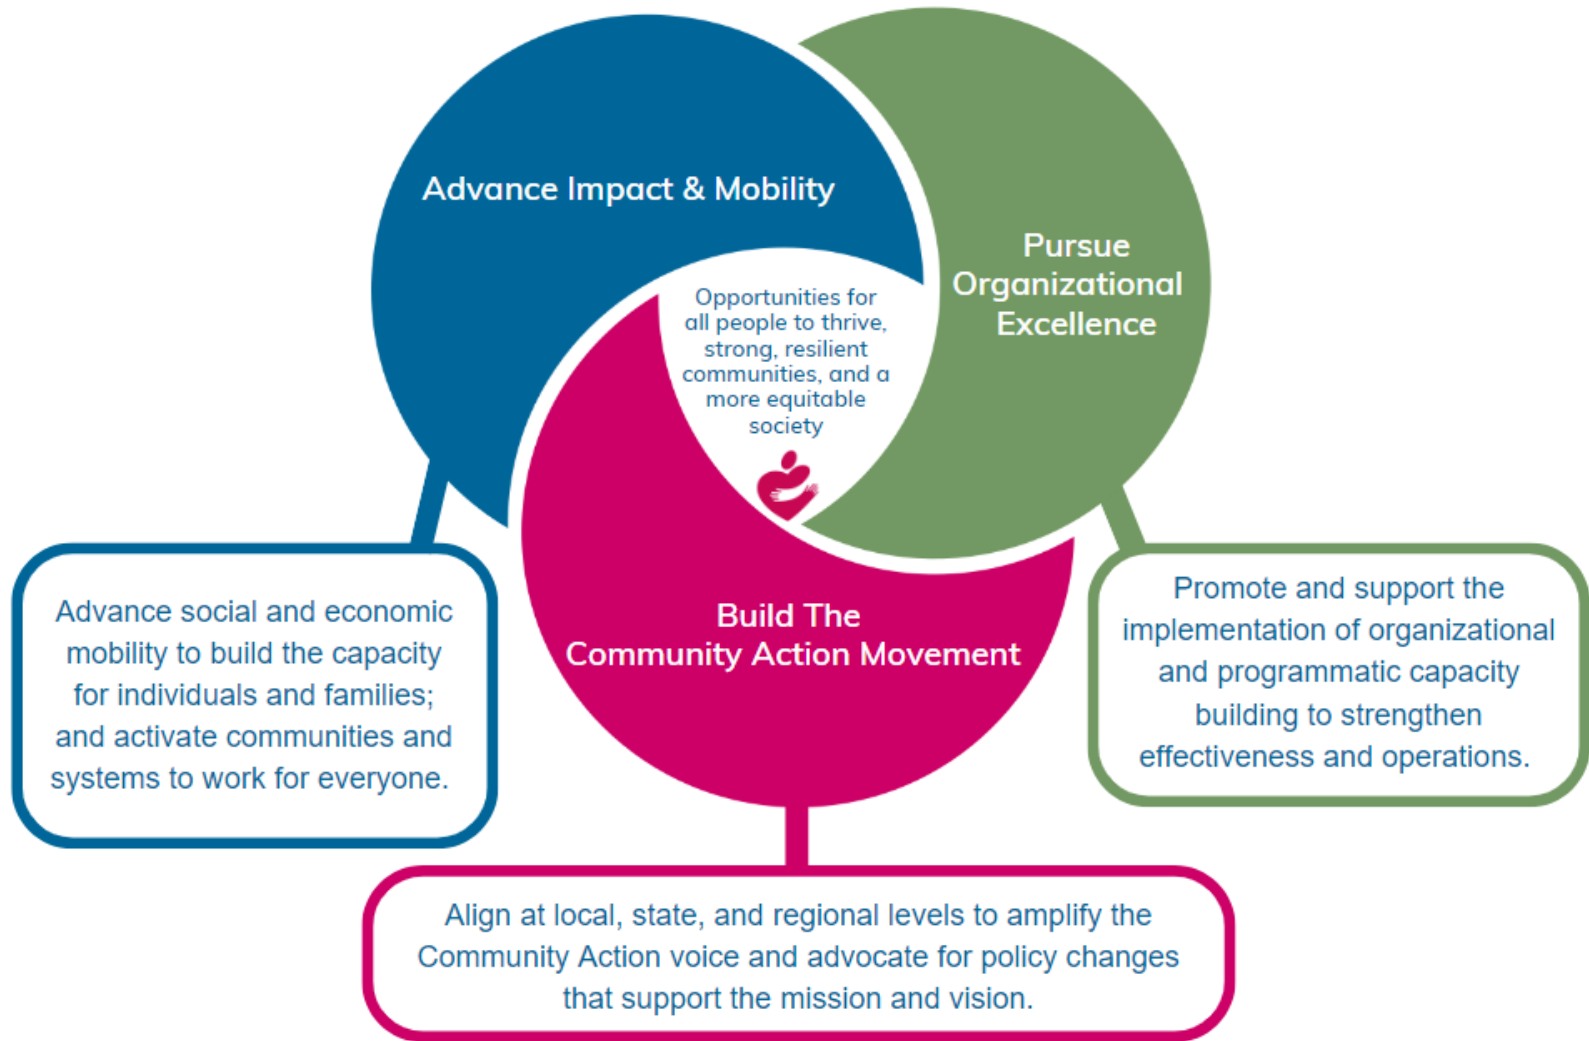 Advance Impact & Mobility
Pursue
Organizational
Excellence
Opportunities for
all people to thrive,
strong, resilient
communities, and a
more equitable
society
Build The
Community Action Movement
Advance social and economic
mobility to build the capacity
for individuals and families;
and activate communities and
systems to work for everyone.
Promote and support the
implementation of organizational
and programmatic capacity
building to strengthen
effectiveness and operations.
Align at local, state, and regional levels to amplify the
Community Action voice and advocate for policy changes
that support the mission and vision.